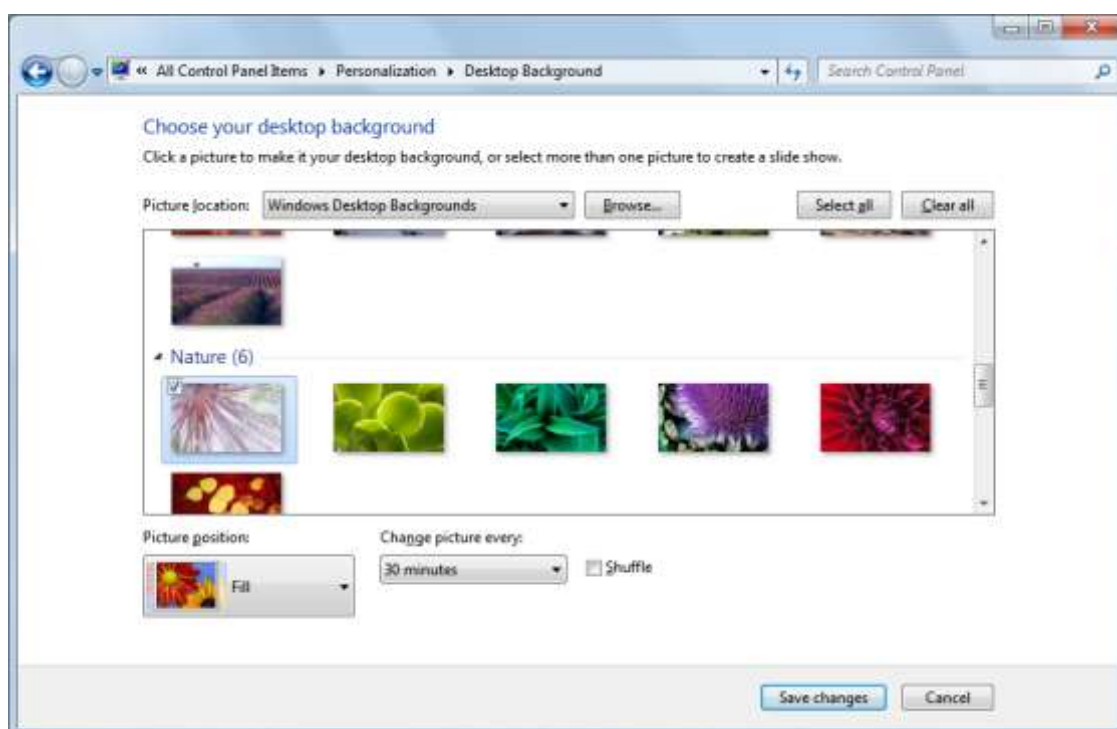 « All Control Panel Items ▸ Personalization ▸ Desktop Background Search Control Panel
Choose your desktop background
Click a picture to make it your desktop background, or select more than one picture to create a slide show.
Picture location: Windows Desktop Backgrounds Browse... Select all Clear all
Nature (6)
Picture position: Change picture every:
Fill 30 minutes Shuffle
Save changes Cancel